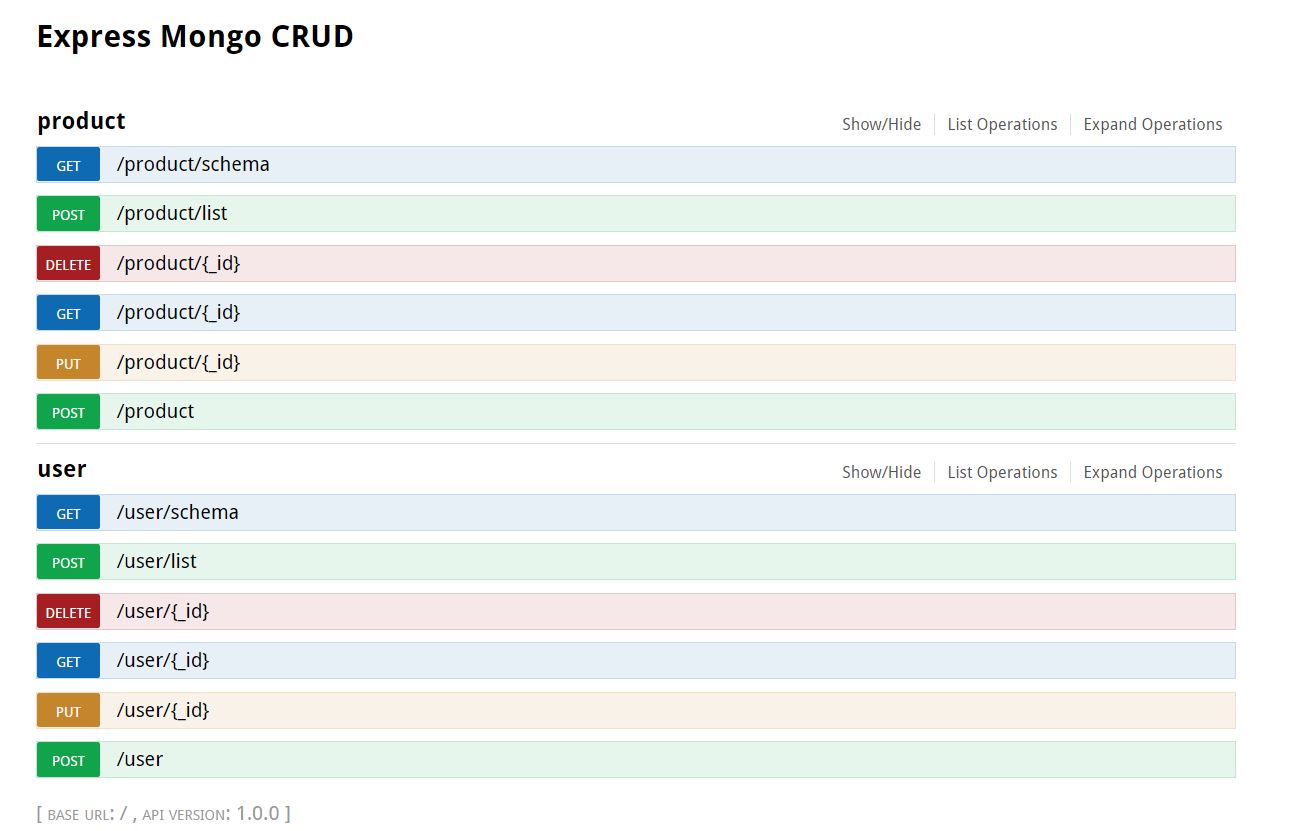 Express Mongo CRUD
product Show/Hide List Operations Expand Operations
GET /product/schema
POST /product/list
DELETE /product/{_id}
GET /product/{_id}
PUT /product/{_id}
POST /product
user Show/Hide List Operations Expand Operations
GET /user/schema
POST /user/list
DELETE /user/{_id}
GET /user/{_id}
PUT /user/{_id}
POST /user
[ BASE URL: / , API VERSION: 1.0.0 ]